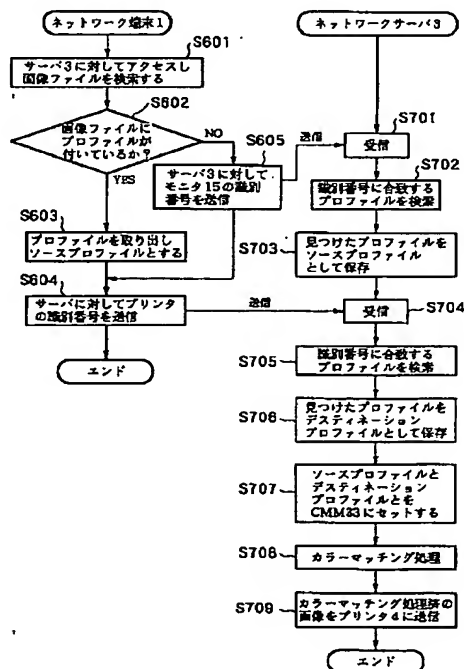 ネットワーク端末1
S601
サーバ3に対してアクセスし
画像ファイルを検索する
S602
画像ファイルに
プロファイルが
付いているか?
NO
YES
S605
サーバ3に対して
モニタ15の識別
番号を送信
送信
S603
プロファイルを取り出し
ソースプロファイルとする
S604
サーバに対してプリンタ
の識別番号を送信
送信
エンド
ネットワークサーバ3
S701
受信
S702
識別番号に合致する
プロファイルを検索
S703
見つけたプロファイルを
ソースプロファイル
として保存
S704
受信
S705
識別番号に合致する
プロファイルを検索
S706
見つけたプロファイルを
デスティネーション
プロファイルとして保存
S707
ソースプロファイルと
デスティネーション
プロファイルとを
CMM33にセットする
S708
カラーマッチング処理
S709
カラーマッチング処理済の
画像をプリンタ4に送信
エンド